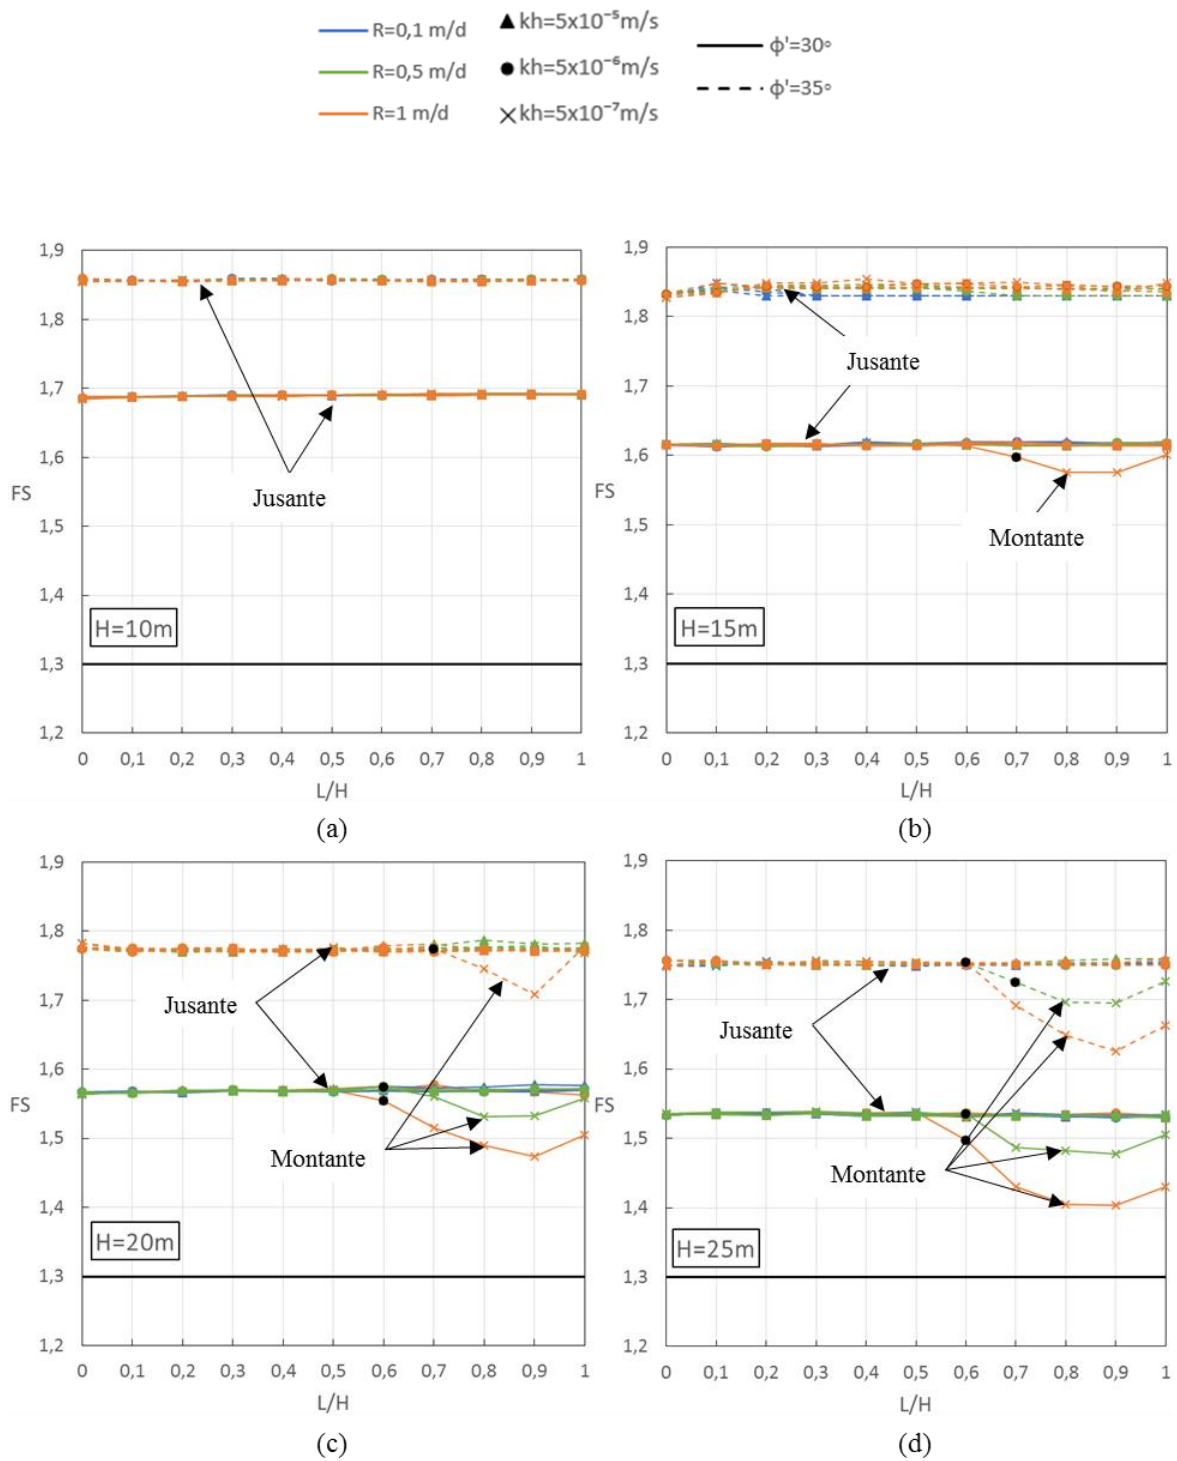 R=0,1 m/d
R=0,5 m/d
R=1 m/d
kh=5x10⁻⁵m/s
kh=5x10⁻⁶m/s
kh=5x10⁻⁷m/s
ϕ'=30º
ϕ'=35º
1,9
1,8
1,7
1,6
1,5
1,4
1,3
1,2
FS
Jusante
H=10m
0 0,1 0,2 0,3 0,4 0,5 0,6 0,7 0,8 0,9 1
L/H
(a)
1,9
1,8
1,7
1,6
1,5
1,4
1,3
1,2
FS
Jusante
Montante
H=15m
0 0,1 0,2 0,3 0,4 0,5 0,6 0,7 0,8 0,9 1
L/H
(b)
1,9
1,8
1,7
1,6
1,5
1,4
1,3
1,2
FS
Jusante
Montante
H=20m
0 0,1 0,2 0,3 0,4 0,5 0,6 0,7 0,8 0,9 1
L/H
(c)
1,9
1,8
1,7
1,6
1,5
1,4
1,3
1,2
FS
Jusante
Montante
H=25m
0 0,1 0,2 0,3 0,4 0,5 0,6 0,7 0,8 0,9 1
L/H
(d)